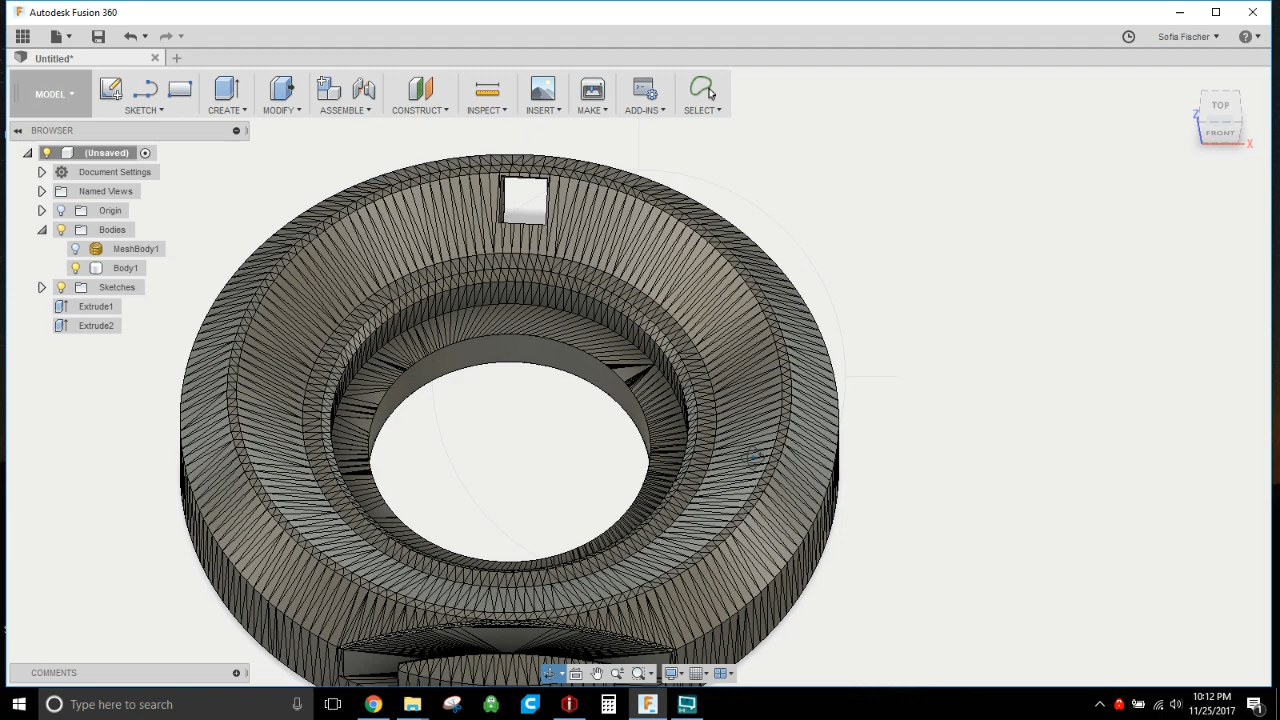 Autodesk Fusion 360
Sofia Fischer
Untitled*
MODEL
SKETCH
CREATE
MODIFY
ASSEMBLE
CONSTRUCT
INSPECT
INSERT
MAKE
ADD-INS
SELECT
TOP
FRONT
Z
X
BROWSER
(Unsaved)
Document Settings
Named Views
Origin
Bodies
MeshBody1
Body1
Sketches
Extrude1
Extrude2
COMMENTS
Type here to search
10:12 PM
11/25/2017